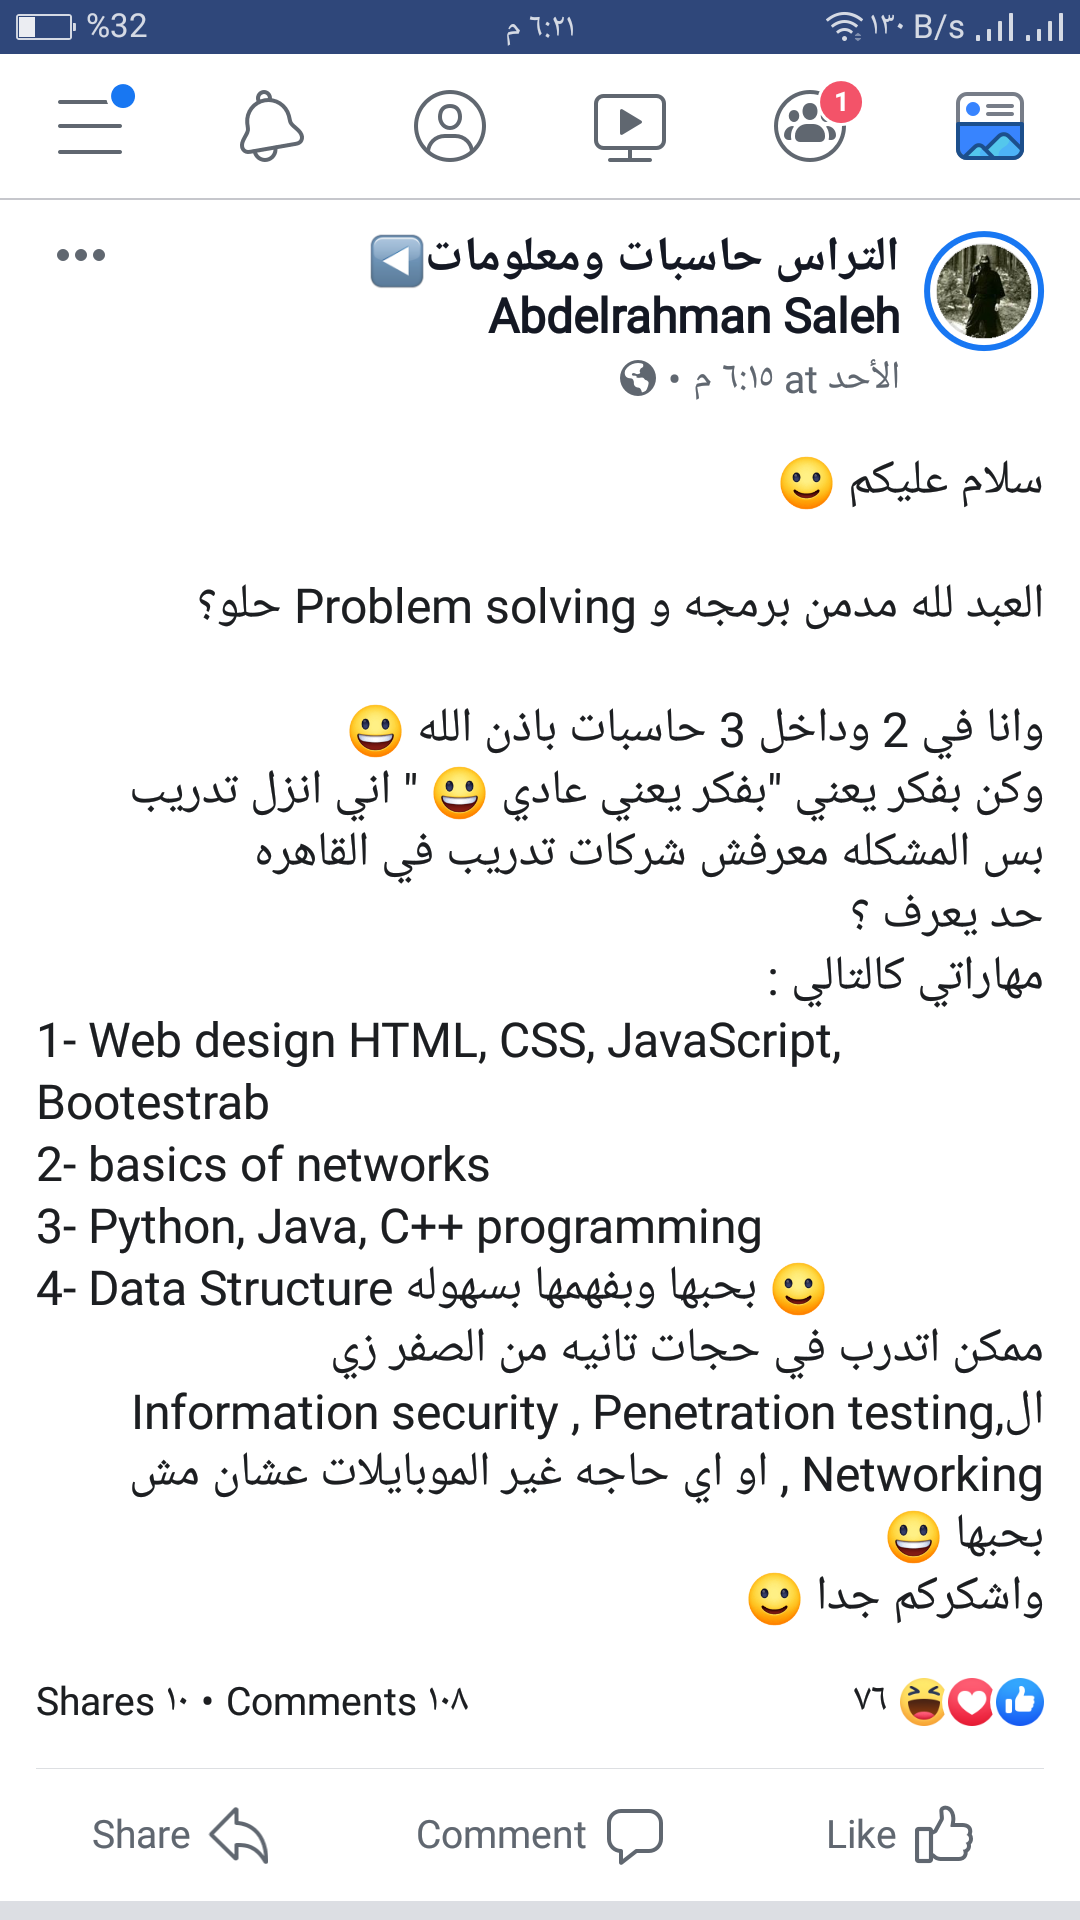 %32
٦:٢١ م
١٣٠ B/s
1
التراس حاسبات ومعلومات◀️
Abdelrahman Saleh
الأحد at ٦:١٥ م •
سلام عليكم 🙂
العبد لله مدمن برمجه و Problem solving حلو؟
وانا في 2 وداخل 3 حاسبات باذن الله 😀
وكن بفكر يعني "بفكر يعني عادي 😀 " اني انزل تدريب
بس المشكله معرفش شركات تدريب في القاهره
حد يعرف ؟
مهاراتي كالتالي :
1- Web design HTML, CSS, JavaScript,
Bootestrab
2- basics of networks
3- Python, Java, C++ programming
4- Data Structure بحبها وبفهمها بسهوله 🙂
ممكن اتدرب في حجات تانيه من الصفر زي
ال,Information security , Penetration testing
Networking , او اي حاجه غير الموبايلات عشان مش
بحبها 😀
واشكركم جدا 🙂
٧٦
Shares ١٠ • Comments ١٠٨
Share
Comment
Like